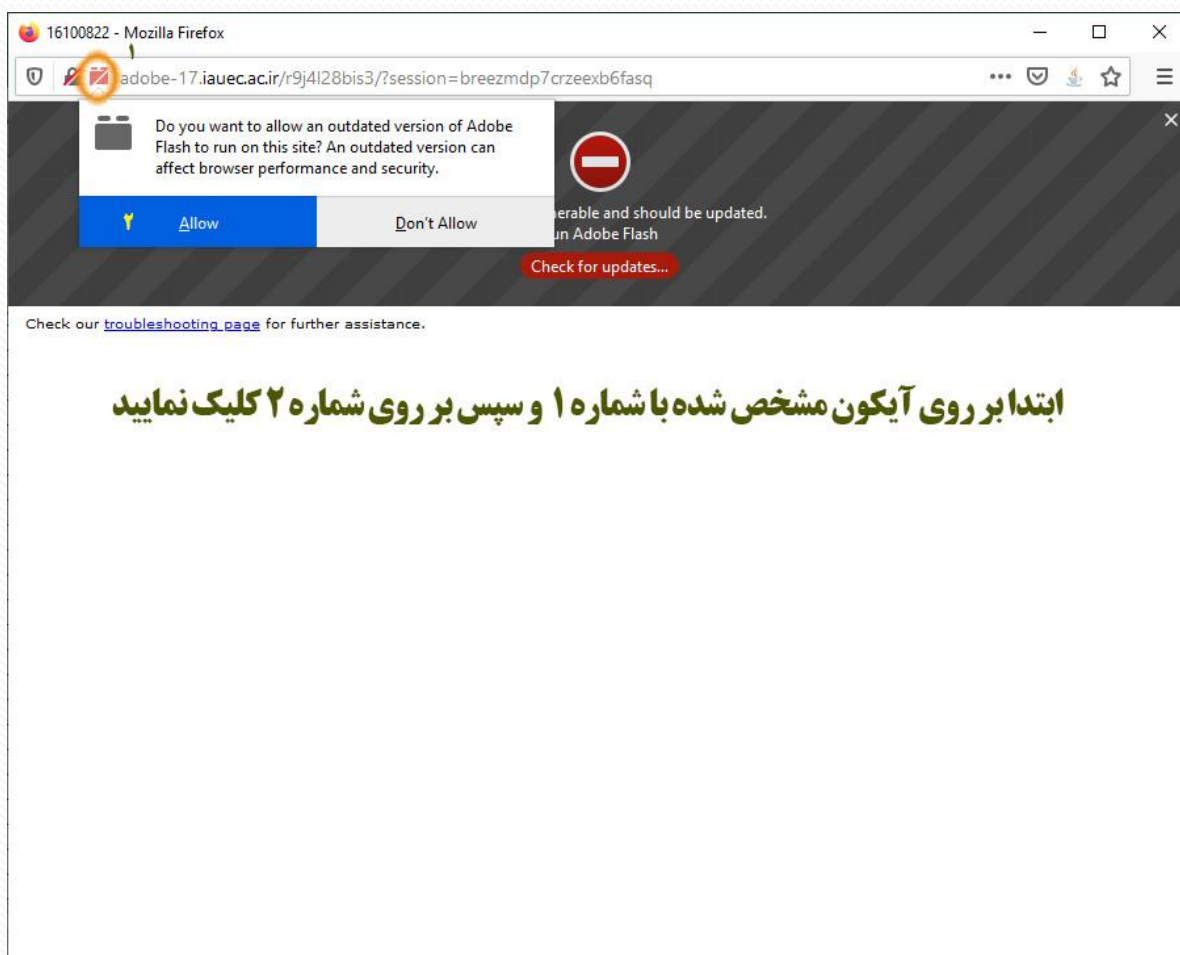 16100822 - Mozilla Firefox
۱
adobe-17.iauec.ac.ir/r9j4l28bis3/?session=breezmdp7crzeexb6fasq
Do you want to allow an outdated version of Adobe
Flash to run on this site? An outdated version can
affect browser performance and security.
۲ Allow Don't Allow
and should be updated.
Adobe Flash
Check for updates...
Check our troubleshooting page for further assistance.
ابتدا بر روی آیکون مشخص شده با شماره ۱ و سپس بر روی شماره ۲ کلیک نمایید